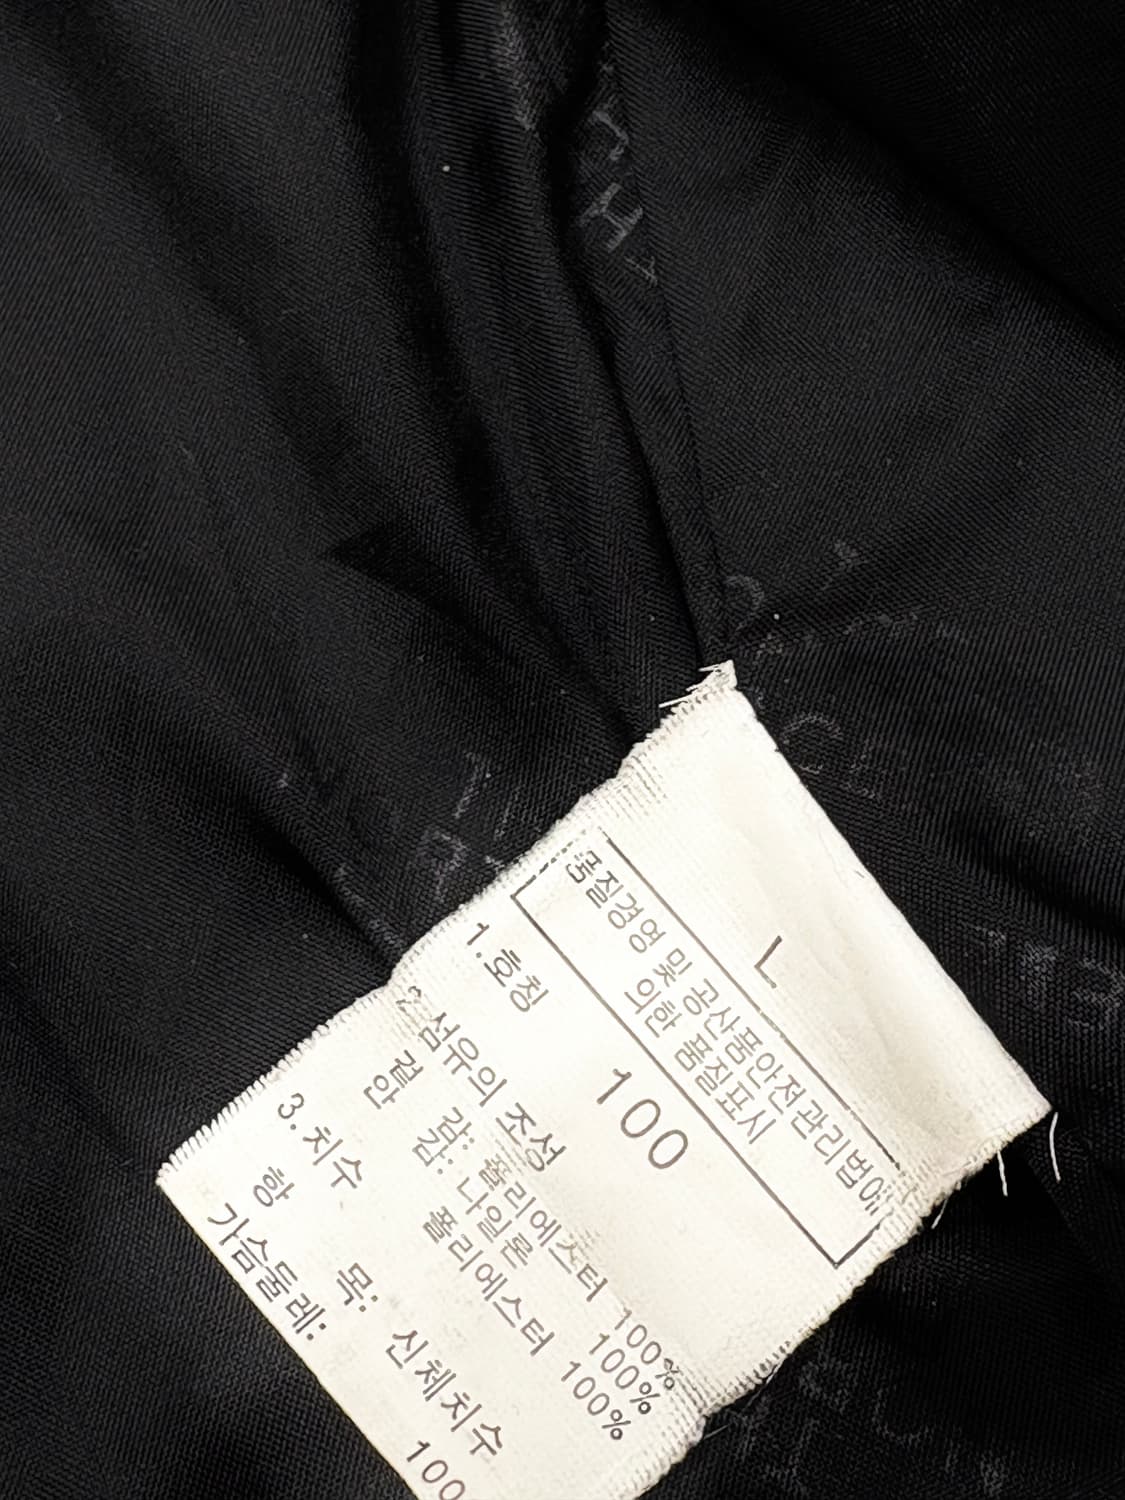 L
품질경영 및 공산품안전관리법에
의한 품질표시
1.호칭 100
2.섬유의 조성
겉 감: 폴리에스터 100%
안 감: 나일론 100%
폴리에스터 100%
3.치수
항 목: 신체치수
가슴둘레: 100